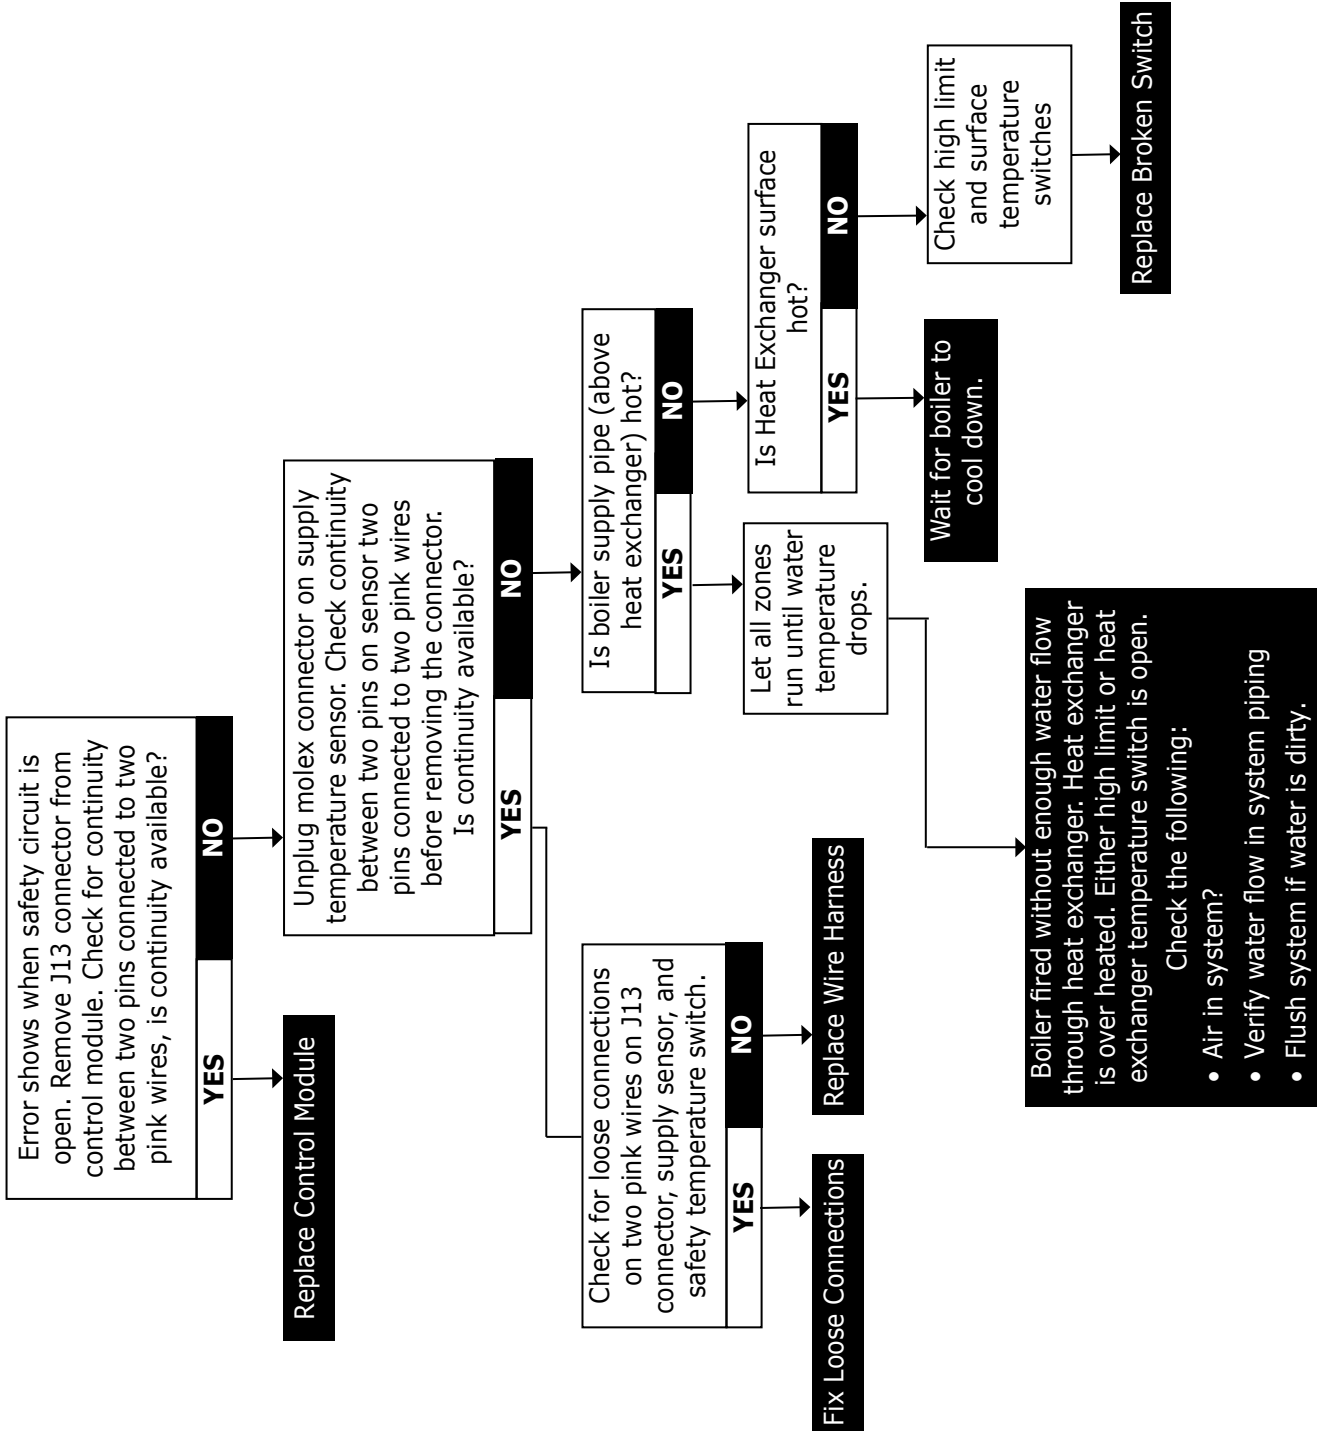 Error shows when safety circuit is
open. Remove J13 connector from
control module. Check for continuity
between two pins connected to two
pink wires, is continuity available?
YES
NO
Replace Control Module
Unplug molex connector on supply
temperature sensor. Check continuity
between two pins on sensor two
pins connected to two pink wires
before removing the connector.
Is continuity available?
YES
NO
Check for loose connections
on two pink wires on J13
connector, supply sensor, and
safety temperature switch.
YES
NO
Fix Loose Connections
Replace Wire Harness
Is boiler supply pipe (above
heat exchanger) hot?
YES
NO
Let all zones
run until water
temperature
drops.
Boiler fired without enough water flow
through heat exchanger. Heat exchanger
is over heated. Either high limit or heat
exchanger temperature switch is open.
Check the following:
• Air in system?
• Verify water flow in system piping
• Flush system if water is dirty.
Is Heat Exchanger surface
hot?
YES
NO
Wait for boiler to
cool down.
Check high limit
and surface
temperature
switches
Replace Broken Switch